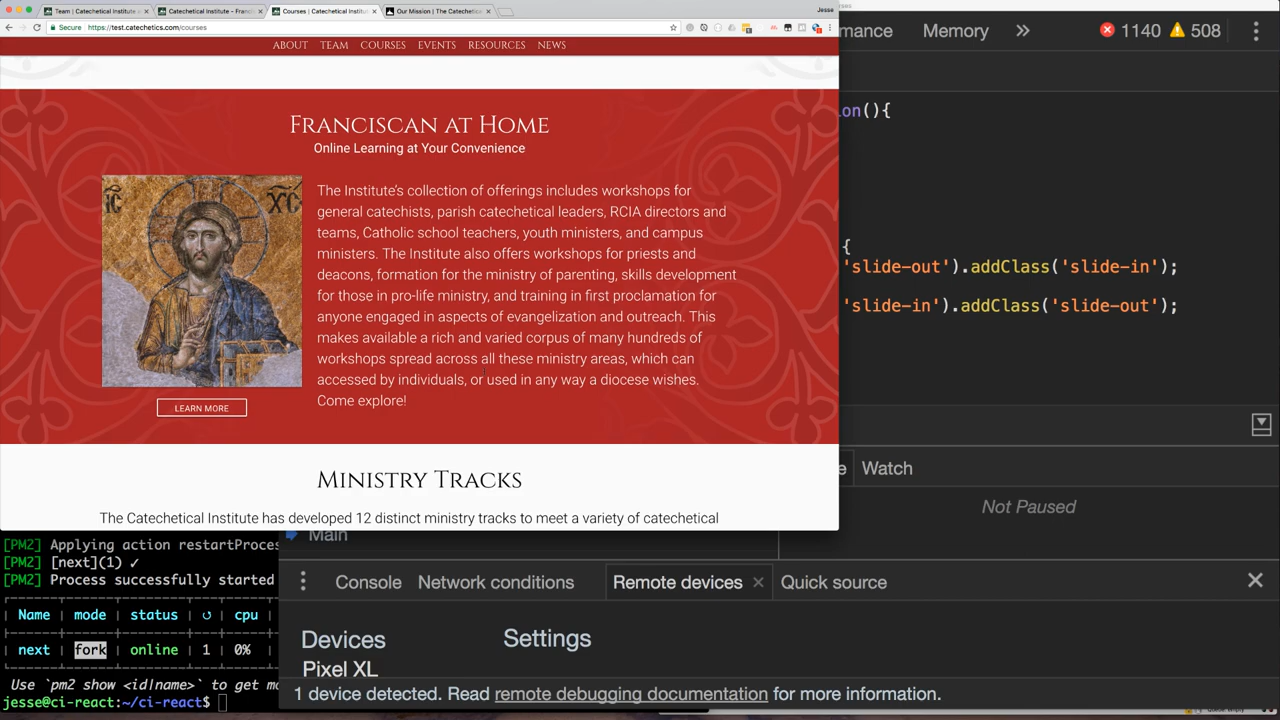 Jesse
Team | Catechetical Institute
Catechetical Institute – Franci
Courses | Catechetical Institut
Our Mission | The Catechetic
Secure https://test.catechetics.com/courses
ABOUT TEAM COURSES EVENTS RESOURCES NEWS
Franciscan at Home
Online Learning at Your Convenience
The Institute's collection of offerings includes workshops for
general catechists, parish catechetical leaders, RCIA directors and
teams, Catholic school teachers, youth ministers, and campus
ministers. The Institute also offers workshops for priests and
deacons, formation for the ministry of parenting, skills development
for those in pro-life ministry, and training in first proclamation for
anyone engaged in aspects of evangelization and outreach. This
makes available a rich and varied corpus of many hundreds of
workshops spread across all these ministry areas, which can
accessed by individuals, or used in any way a diocese wishes.
Come explore!
IC XC
LEARN MORE
Ministry Tracks
The Catechetical Institute has developed 12 distinct ministry tracks to meet a variety of catechetical
mance Memory » 1140 508
on(){
{
'slide-out').addClass('slide-in');
'slide-in').addClass('slide-out');
e Watch
Not Paused
Main
Console Network conditions Remote devices × Quick source
Devices Settings
Pixel XL
1 device detected. Read remote debugging documentation for more information.
[PM2] Applying action restartProces
[PM2] [next](1) ✓
[PM2] Process successfully started
Name mode status ↺ cpu
next fork online 1 0%
Use `pm2 show <id|name>` to get mo
jesse@ci-react:~/ci-react$